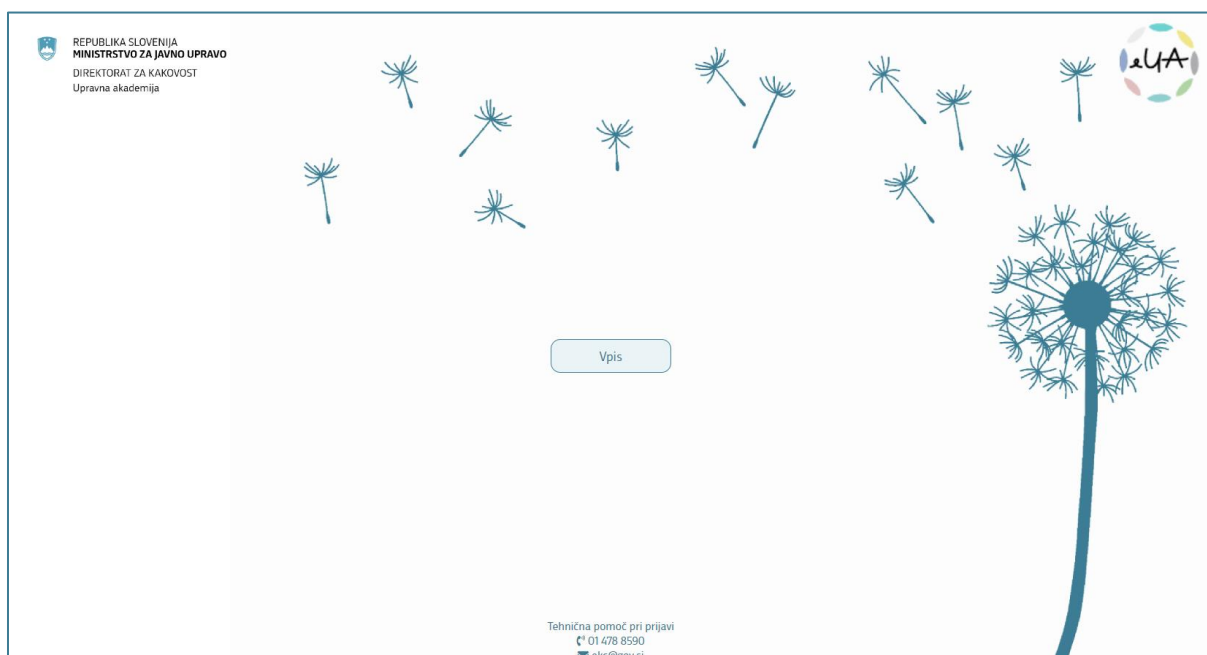 REPUBLIKA SLOVENIJA
MINISTRSTVO ZA JAVNO UPRAVO
DIREKTORAT ZA KAKOVOST
Upravna akademija
eUA
Vpis
Tehnična pomoč pri prijavi
01 478 8590